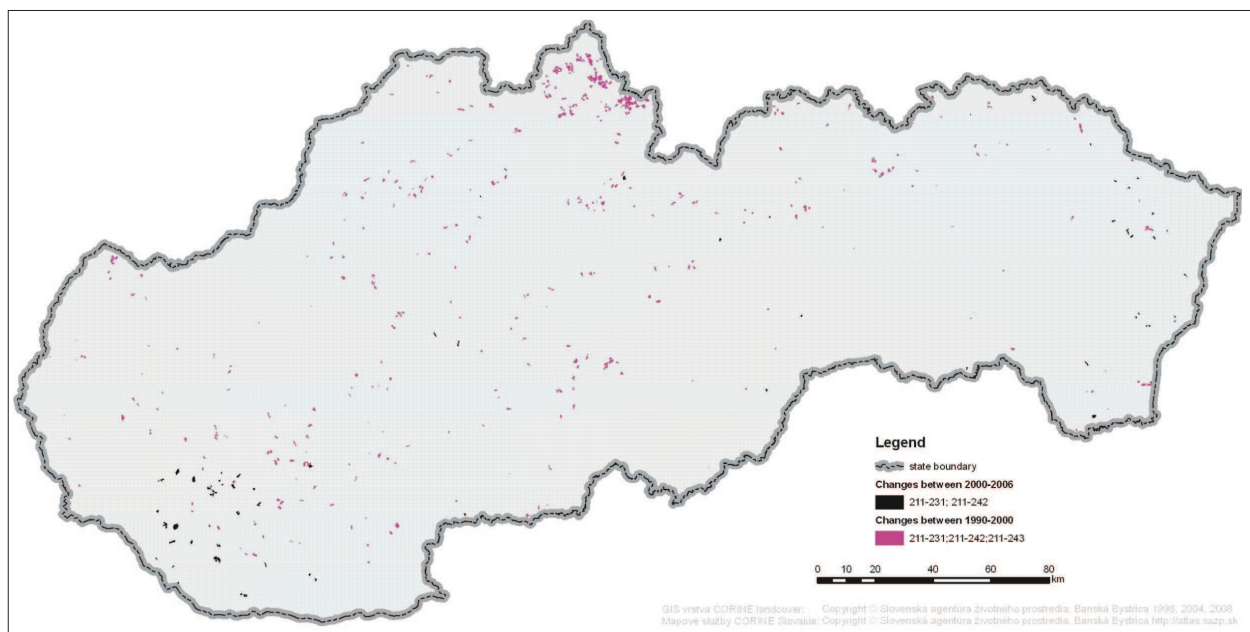 Legend
state boundary
Changes between 2000-2006
211-231; 211-242
Changes between 1990-2000
211-231;211-242;211-243
0 10 20 40 60 80
km
GIS vrstva CORINE landcover: Copyright © Slovenská agentúra životného prostredia, Banská Bystrica 1996, 2004, 2008
Mapové služby CORINE Slovakia: Copyright © Slovenská agentúra životného prostredia, Banská Bystrica http://atlas.sazp.sk